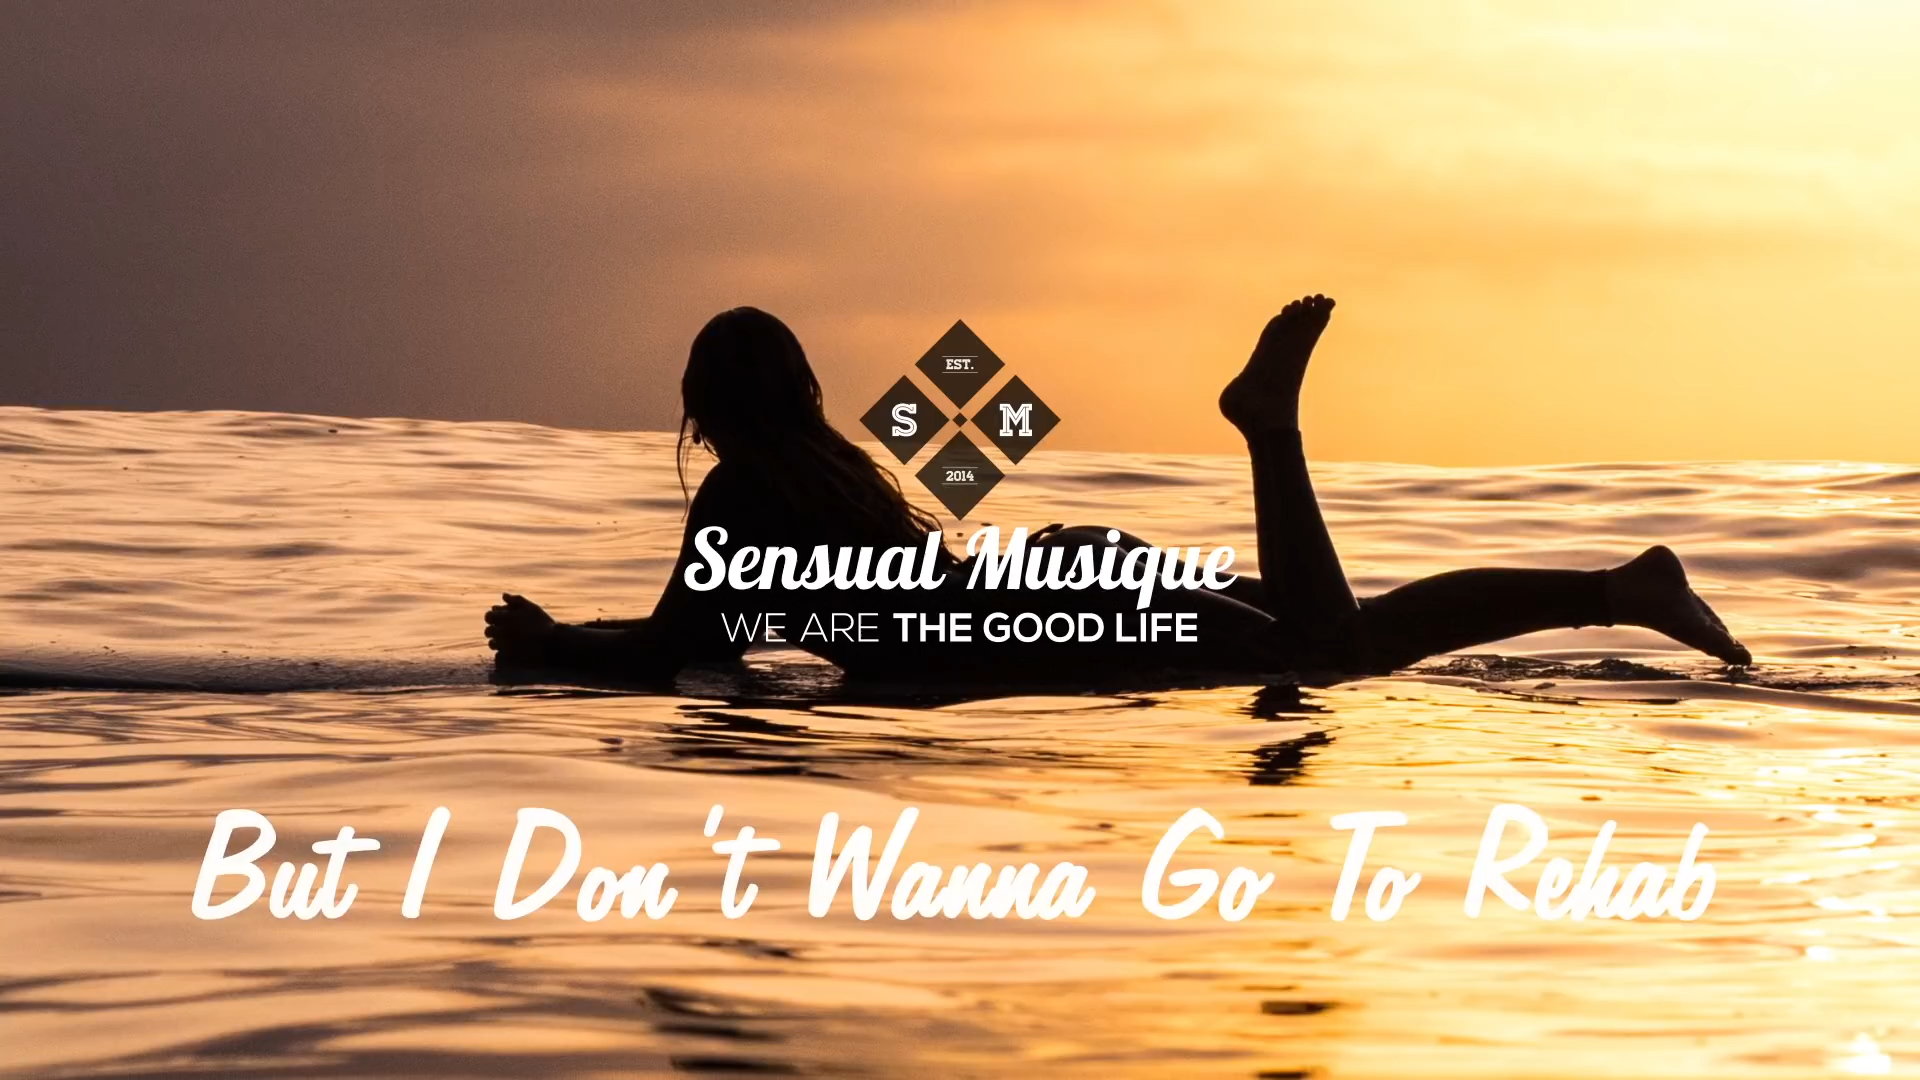 EST.
S M
2014
Sensual Musique
WE ARE THE GOOD LIFE
But I Don't Wanna Go To Rehab